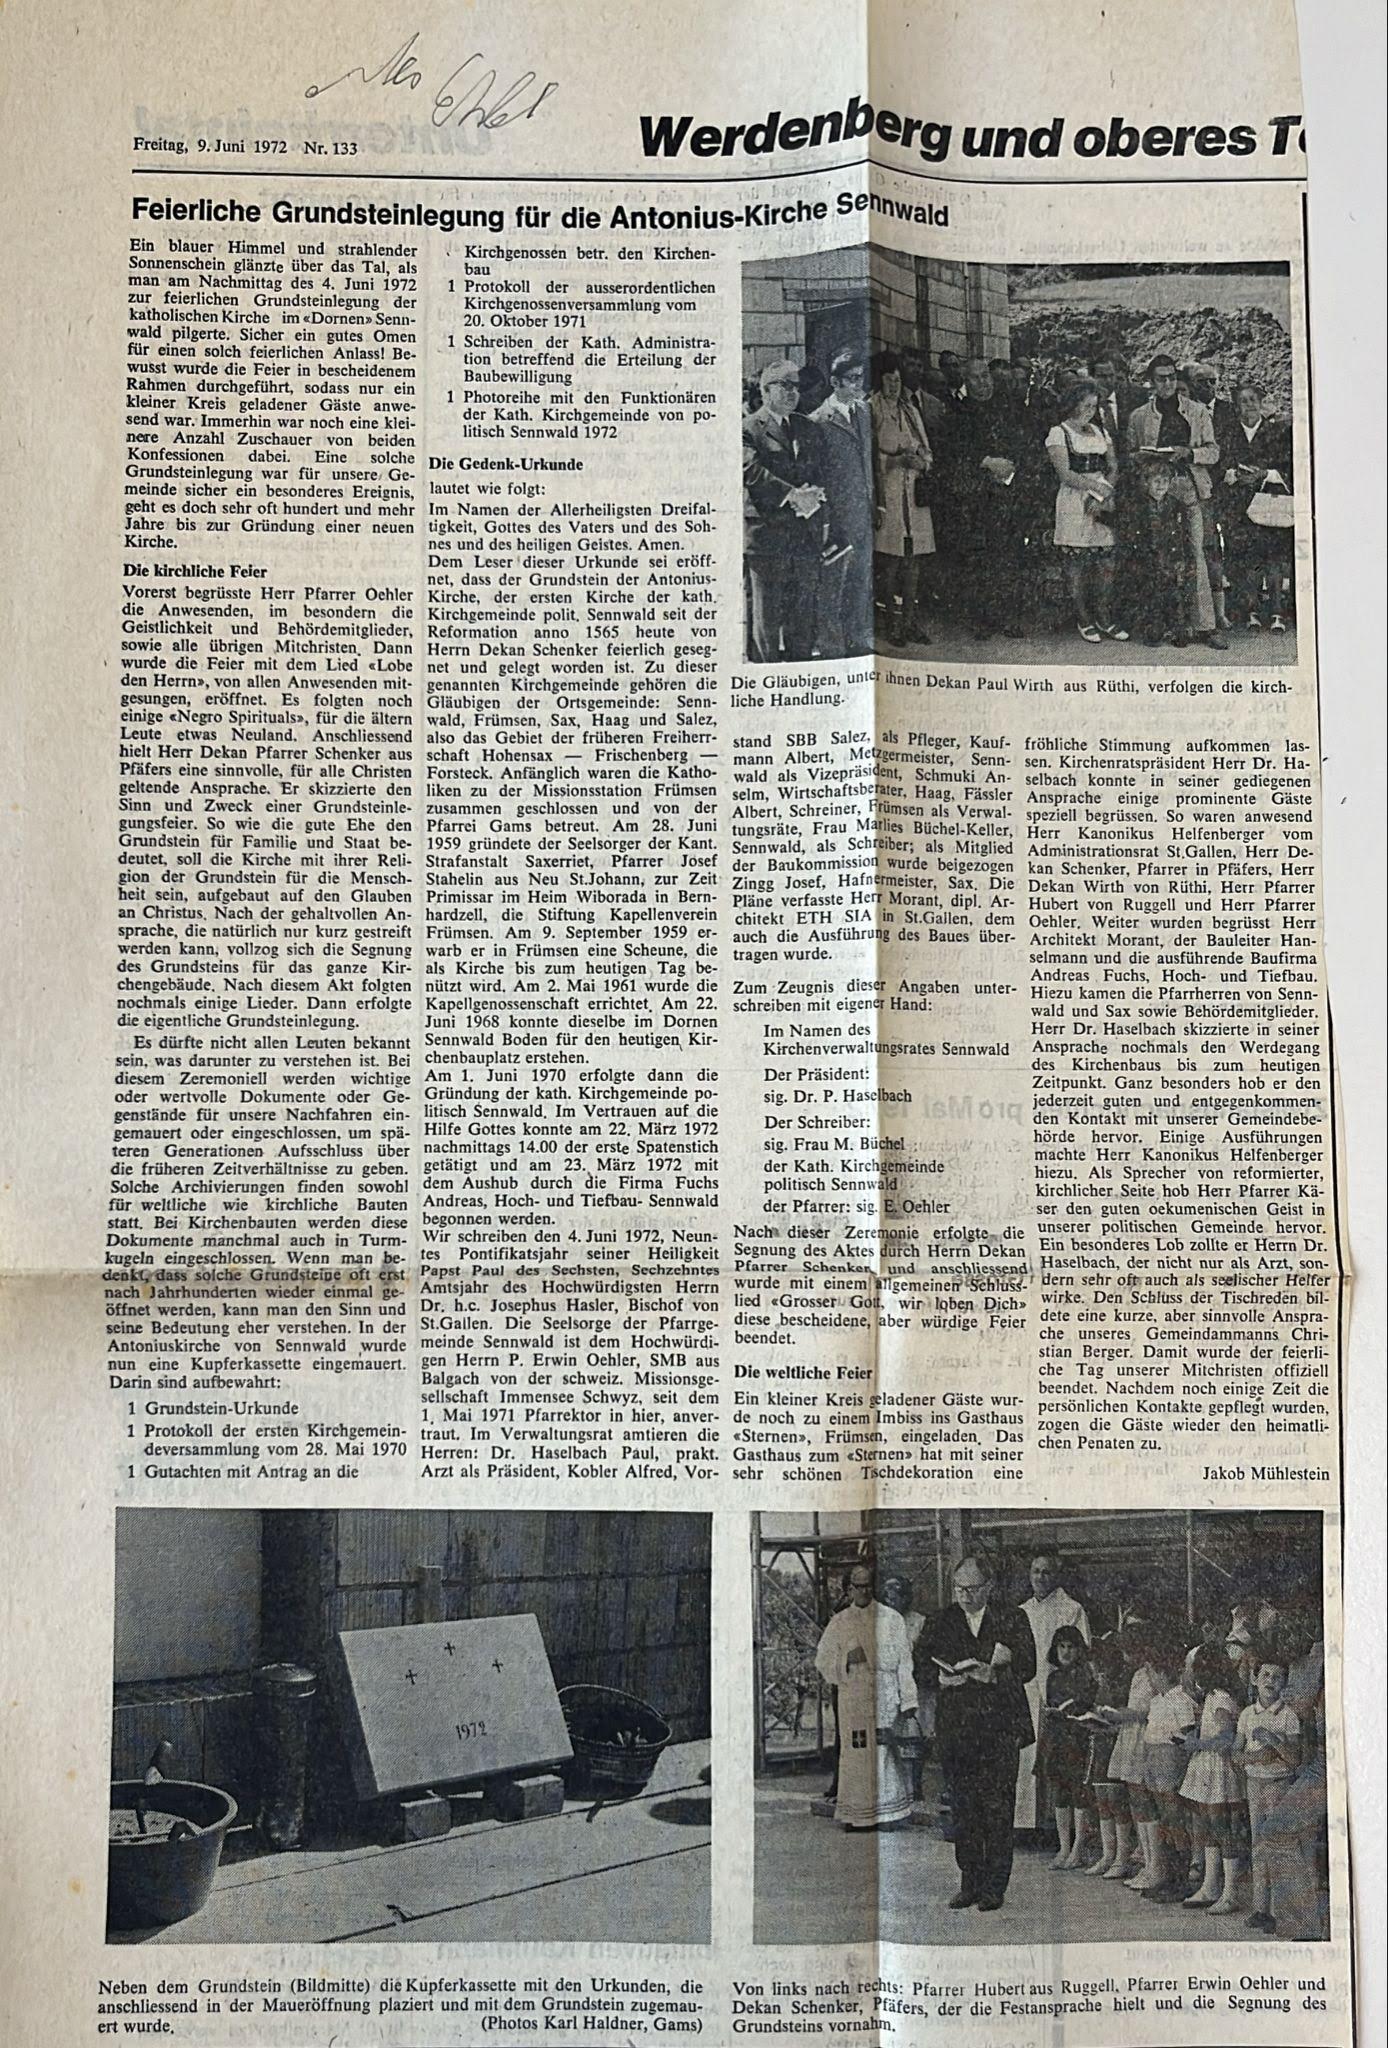 Freitag, 9. Juni 1972 Nr. 133
Werdenberg und oberes
Feierliche Grundsteinlegung für die Antonius-Kirche Sennwald
Ein blauer Himmel und strahlender
Sonnenschein glänzte über das Tal, als
man am Nachmittag des 4. Juni 1972
zur feierlichen Grundsteinlegung der
katholischen Kirche im «Dornen» Senn-
wald pilgerte. Sicher ein gutes Omen
für einen solch feierlichen Anlass! Be-
wusst wurde die Feier in bescheidenem
Rahmen durchgeführt, sodass nur ein
kleiner Kreis geladener Gäste anwe-
send war. Immerhin war noch eine klei-
nere Anzahl Zuschauer von beiden
Konfessionen dabei. Eine solche
Grundsteinlegung war für unsere Ge-
meinde sicher ein besonderes Ereignis,
geht es doch sehr oft hundert und mehr
Jahre bis zur Gründung einer neuen
Kirche.
Die kirchliche Feier
Vorerst begrüsste Herr Pfarrer Oehler
die Anwesenden, im besondern die
Geistlichkeit und Behördemitglieder,
sowie alle übrigen Mitchristen. Dann
wurde die Feier mit dem Lied «Lobe
den Herrn», von allen Anwesenden mit-
gesungen, eröffnet. Es folgten noch
einige «Negro Spirituals», für die ältern
Leute etwas Neuland. Anschliessend
hielt Herr Dekan Pfarrer Schenker aus
Pfäfers eine sinnvolle, für alle Christen
geltende Ansprache. Er skizzierte den
Sinn und Zweck einer Grundsteinle-
gungsfeier. So wie die gute Ehe den
Grundstein für Familie und Staat be-
deutet, soll die Kirche mit ihrer Reli-
gion der Grundstein für die Mensch-
heit sein, aufgebaut auf den Glauben
an Christus. Nach der gehaltvollen An-
sprache, die natürlich nur kurz gestreift
werden kann, vollzog sich die Segnung
des Grundsteins für das ganze Kir-
chengebäude. Nach diesem Akt folgten
nochmals einige Lieder. Dann erfolgte
die eigentliche Grundsteinlegung.
Es dürfte nicht allen Leuten bekannt
sein, was darunter zu verstehen ist. Bei
diesem Zeremoniell werden wichtige
oder wertvolle Dokumente oder Ge-
genstände für unsere Nachfahren ein-
gemauert oder eingeschlossen, um spä-
teren Generationen Aufschluss über
die früheren Zeitverhältnisse zu geben.
Solche Archivierungen finden sowohl
für weltliche wie kirchliche Bauten
statt. Bei Kirchenbauten werden diese
Dokumente manchmal auch in Turm-
kugeln eingeschlossen. Wenn man be-
denkt, dass solche Grundsteine oft erst
nach Jahrhunderten wieder einmal ge-
öffnet werden, kann man den Sinn und
seine Bedeutung eher verstehen. In der
Antoniuskirche von Sennwald wurde
nun eine Kupferkassette eingemauert.
Darin sind aufbewahrt:
1 Grundstein-Urkunde
1 Protokoll der ersten Kirchgemein-
deversammlung vom 28. Mai 1970
1 Gutachten mit Antrag an die
Kirchgenossen betr. den Kirchen-
bau
1 Protokoll der ausserordentlichen
Kirchgenossenversammlung vom
20. Oktober 1971
1 Schreiben der Kath. Administra-
tion betreffend die Erteilung der
Baubewilligung
1 Photoreihe mit den Funktionären
der Kath. Kirchgemeinde von po-
litisch Sennwald 1972
Die Gedenk-Urkunde
lautet wie folgt:
Im Namen der Allerheiligsten Dreifal-
tigkeit, Gottes des Vaters und des Soh-
nes und des heiligen Geistes. Amen.
Dem Leser dieser Urkunde sei eröff-
net, dass der Grundstein der Antonius-
Kirche, der ersten Kirche der kath.
Kirchgemeinde polit. Sennwald seit der
Reformation anno 1565 heute von
Herrn Dekan Schenker feierlich geseg-
net und gelegt worden ist. Zu dieser
genannten Kirchgemeinde gehören die
Gläubigen der Ortsgemeinde: Senn-
wald, Frümsen, Sax, Haag und Salez,
also das Gebiet der früheren Freiherr-
schaft Hohensax — Frischenberg —
Forsteck. Anfänglich waren die Katho-
liken zu der Missionsstation Frümsen
zusammen geschlossen und von der
Pfarrei Gams betreut. Am 28. Juni
1959 gründete der Seelsorger der Kant.
Strafanstalt Saxerriet, Pfarrer Josef
Stahelin aus Neu St.Johann, zur Zeit
Primissar im Heim Wiborada in Bern-
hardzell, die Stiftung Kapellenverein
Frümsen. Am 9. September 1959 er-
warb er in Frümsen eine Scheune, die
als Kirche bis zum heutigen Tag be-
nützt wird. Am 2. Mai 1961 wurde die
Kapellgenossenschaft errichtet. Am 22.
Juni 1968 konnte dieselbe im Dornen
Sennwald Boden für den heutigen Kir-
chenbauplatz erstehen.
Am 1. Juni 1970 erfolgte dann die
Gründung der kath. Kirchgemeinde po-
litisch Sennwald. Im Vertrauen auf die
Hilfe Gottes konnte am 22. März 1972
nachmittags 14.00 der erste Spatenstich
getätigt und am 23. März 1972 mit
dem Aushub durch die Firma Fuchs
Andreas, Hoch- und Tiefbau- Sennwald
begonnen werden.
Wir schreiben den 4. Juni 1972, Neun-
tes Pontifikatsjahr seiner Heiligkeit
Papst Paul des Sechsten, Sechzehntes
Amtsjahr des Hochwürdigsten Herrn
Dr. h.c. Josephus Hasler, Bischof von
St.Gallen. Die Seelsorge der Pfarrge-
meinde Sennwald ist dem Hochwürdi-
gen Herrn P. Erwin Oehler, SMB aus
Balgach von der schweiz. Missionsge-
sellschaft Immensee Schwyz, seit dem
1. Mai 1971 Pfarrektor in hier, anver-
traut. Im Verwaltungsrat amtieren die
Herren: Dr. Haselbach Paul, prakt.
Arzt als Präsident, Kobler Alfred, Vor-
Die Gläubigen, unter ihnen Dekan Paul Wirth aus Rüthi, verfolgen die kirch-
liche Handlung.
stand SBB Salez, als Pfleger, Kauf-
mann Albert, Metzgermeister, Senn-
wald als Vizepräsident, Schmuki An-
selm, Wirtschaftsberater, Haag, Fässler
Albert, Schreiner, Frümsen als Verwal-
tungsräte, Frau Marlies Büchel-Keller,
Sennwald, als Schreiber; als Mitglied
der Baukommission wurde beigezogen
Zingg Josef, Hafnermeister, Sax. Die
Pläne verfasste Herr Morant, dipl. Ar-
chitekt ETH SIA in St.Gallen, dem
auch die Ausführung des Baues über-
tragen wurde.
Zum Zeugnis dieser Angaben unter-
schreiben mit eigener Hand:
Im Namen des
Kirchenverwaltungsrates Sennwald
Der Präsident:
sig. Dr. P. Haselbach
Der Schreiber:
sig. Frau M. Büchel
der Kath. Kirchgemeinde
politisch Sennwald
der Pfarrer: sig. E. Oehler
Nach dieser Zeremonie erfolgte die
Segnung des Aktes durch Herrn Dekan
Pfarrer Schenker und anschliessend
wurde mit einem allgemeinen Schluss-
lied «Grosser Gott, wir loben Dich»
diese bescheidene, aber würdige Feier
beendet.
Die weltliche Feier
Ein kleiner Kreis geladener Gäste wur-
de noch zu einem Imbiss ins Gasthaus
«Sternen», Frümsen, eingeladen. Das
Gasthaus zum «Sternen» hat mit seiner
sehr schönen Tischdekoration eine
fröhliche Stimmung aufkommen las-
sen. Kirchenratspräsident Herr Dr. Ha-
selbach konnte in seiner gediegenen
Ansprache einige prominente Gäste
speziell begrüssen. So waren anwesend
Herr Kanonikus Helfenberger vom
Administrationsrat St.Gallen, Herr De-
kan Schenker, Pfarrer in Pfäfers, Herr
Dekan Wirth von Rüthi, Herr Pfarrer
Hubert von Ruggell und Herr Pfarrer
Oehler. Weiter wurden begrüsst Herr
Architekt Morant, der Bauleiter Han-
selmann und die ausführende Baufirma
Andreas Fuchs, Hoch- und Tiefbau.
Hiezu kamen die Pfarrherren von Senn-
wald und Sax sowie Behördemitglieder.
Herr Dr. Haselbach skizzierte in seiner
Ansprache nochmals den Werdegang
des Kirchenbaus bis zum heutigen
Zeitpunkt. Ganz besonders hob er den
jederzeit guten und entgegenkommen-
den Kontakt mit unserer Gemeindebe-
hörde hervor. Einige Ausführungen
machte Herr Kanonikus Helfenberger
hiezu. Als Sprecher von reformierter,
kirchlicher Seite hob Herr Pfarrer Kä-
ser den guten oekumenischen Geist in
unserer politischen Gemeinde hervor.
Ein besonderes Lob zollte er Herrn Dr.
Haselbach, der nicht nur als Arzt, son-
dern sehr oft auch als seelischer Helfer
wirke. Den Schluss der Tischreden bil-
dete eine kurze, aber sinnvolle Anspra-
che unseres Gemeindammanns Chri-
stian Berger. Damit wurde der feierli-
che Tag unserer Mitchristen offiziell
beendet. Nachdem noch einige Zeit die
persönlichen Kontakte gepflegt wurden,
zogen die Gäste wieder den heimatli-
chen Penaten zu.
Jakob Mühlestein
1972
Neben dem Grundstein (Bildmitte) die Kupferkassette mit den Urkunden, die
anschliessend in der Maueröffnung plaziert und mit dem Grundstein zugemau-
ert wurde. (Photos Karl Haldner, Gams)
Von links nach rechts: Pfarrer Hubert aus Ruggell, Pfarrer Erwin Oehler und
Dekan Schenker, Pfäfers, der die Festansprache hielt und die Segnung des
Grundsteins vornahm.